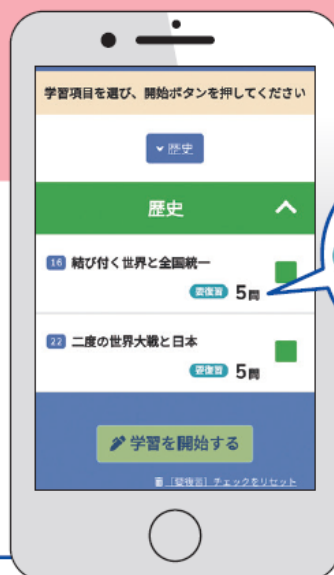 学習項目を選び、開始ボタンを押してください
歴史
歴史
16 結び付く世界と全国統一
要復習 5問
22 二度の世界大戦と日本
要復習 5問
学習を開始する
[要復習] チェックをリセット